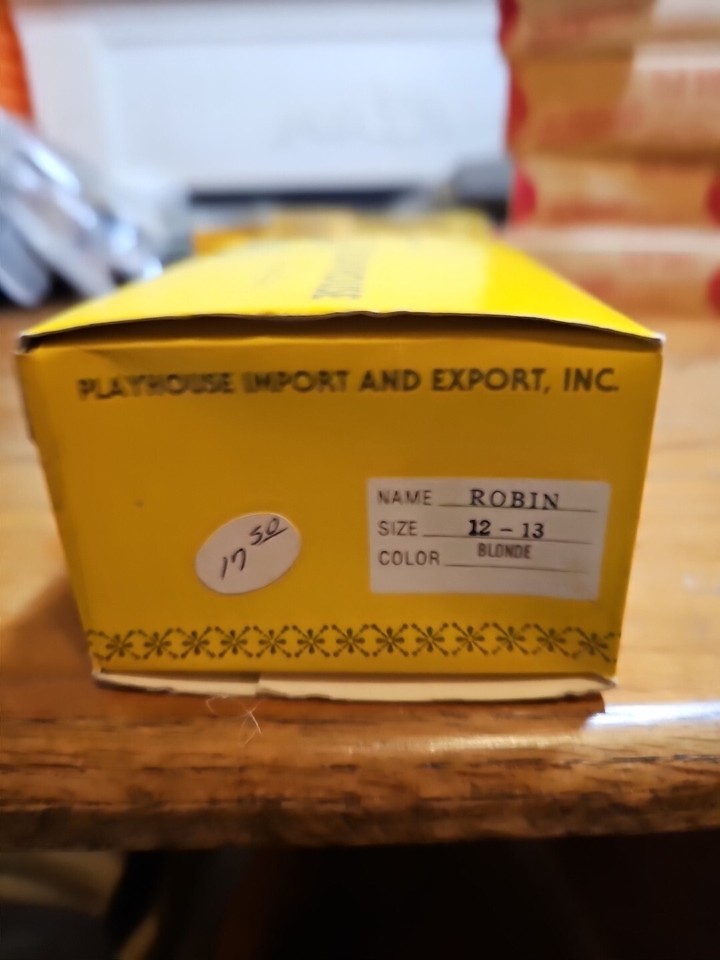 PLAYHOUSE IMPORT AND EXPORT, INC.
17 50
NAME ROBIN
SIZE 12 - 13
COLOR BLONDE